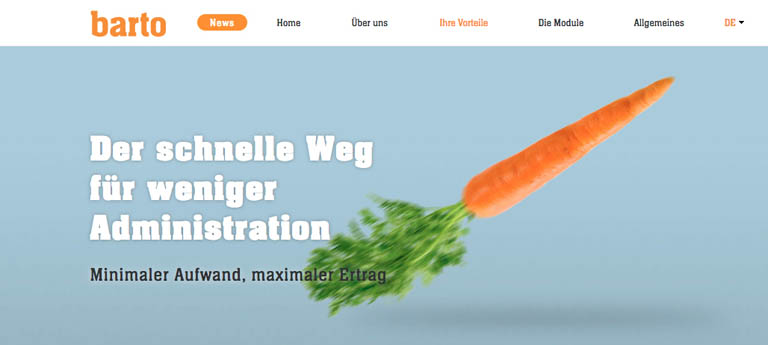 barto
News
Home
Über uns
Ihre Vorteile
Die Module
Allgemeines
DE
Der schnelle Weg
für weniger
Administration
Minimaler Aufwand, maximaler Ertrag